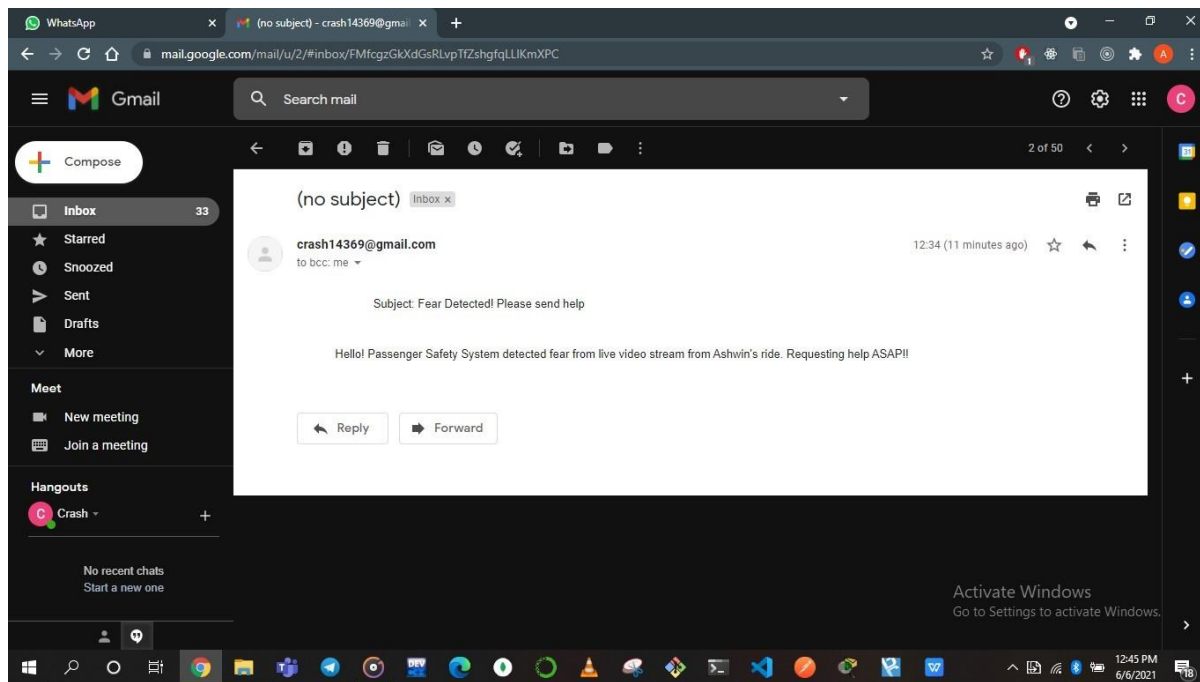 WhatsApp
(no subject) - crash14369@gmail
mail.google.com/mail/u/2/#inbox/FMfcgzGkXdGsRLvpTfZshgfqLLlKmXPC
Gmail
Search mail
C
Compose
2 of 50
(no subject) Inbox x
Inbox 33
Starred
crash14369@gmail.com
12:34 (11 minutes ago)
to bcc: me
Snoozed
Sent
Subject: Fear Detected! Please send help
Drafts
More
Hello! Passenger Safety System detected fear from live video stream from Ashwin's ride. Requesting help ASAP!!
Meet
New meeting
Reply
Forward
Join a meeting
Hangouts
C Crash
No recent chats
Start a new one
Activate Windows
Go to Settings to activate Windows.
12:45 PM
6/6/2021
18